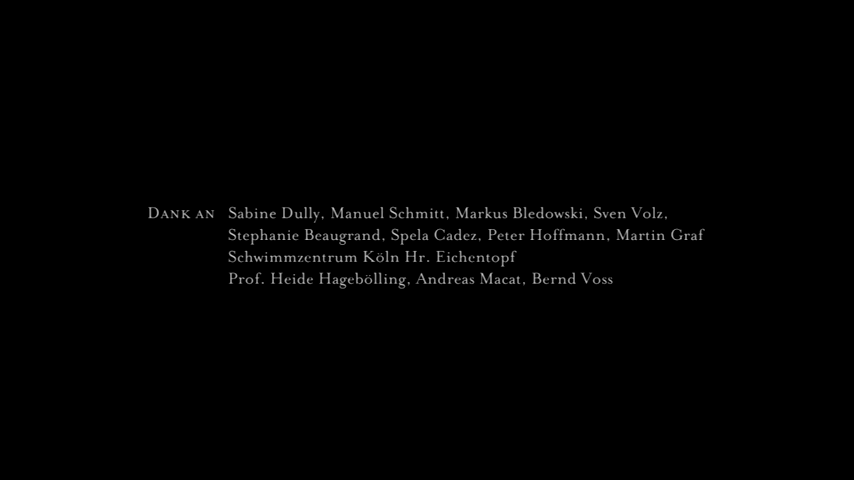 Dank an Sabine Dully, Manuel Schmitt, Markus Bledowski, Sven Volz,
Stephanie Beaugrand, Spela Cadez, Peter Hoffmann, Martin Graf
Schwimmzentrum Köln Hr. Eichentopf
Prof. Heide Hagebölling, Andreas Macat, Bernd Voss